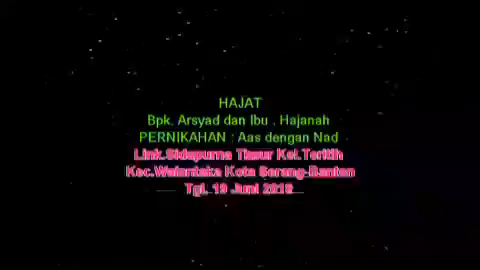 HAJAT
Bpk. Arsyad dan Ibu . Hajanah
PERNIKAHAN : Aas dengan Nad
Link.Sidapurna Timur Kel.Teritih
Kec.Walantaka Kota Serang-Banten
Tgl. 19 Juni 2019